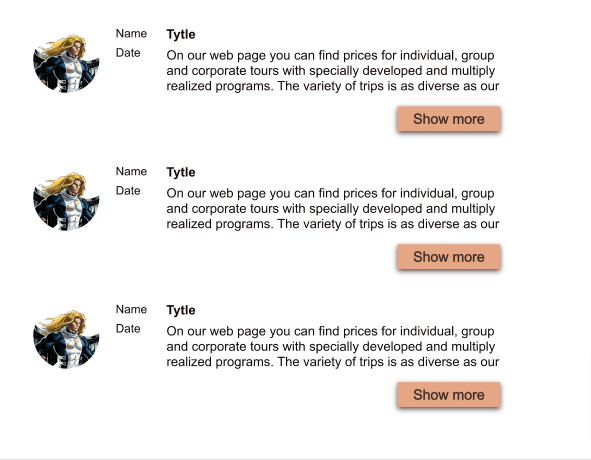 Name Tytle
Date On our web page you can find prices for individual, group
and corporate tours with specially developed and multiply
realized programs. The variety of trips is as diverse as our
Show more
Name Tytle
Date On our web page you can find prices for individual, group
and corporate tours with specially developed and multiply
realized programs. The variety of trips is as diverse as our
Show more
Name Tytle
Date On our web page you can find prices for individual, group
and corporate tours with specially developed and multiply
realized programs. The variety of trips is as diverse as our
Show more